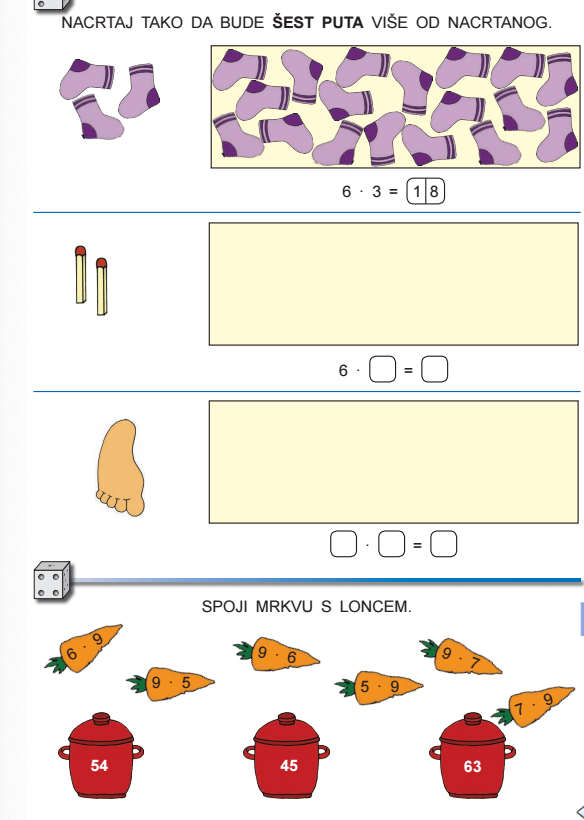 NACRTAJ TAKO DA BUDE ŠEST PUTA VIŠE OD NACRTANOG.
6 · 3 = 18
6 · =
· =
SPOJI MRKVU S LONCEM.
6 · 9
9 · 5
9 · 6
5 · 9
9 · 7
7 · 9
54
45
63